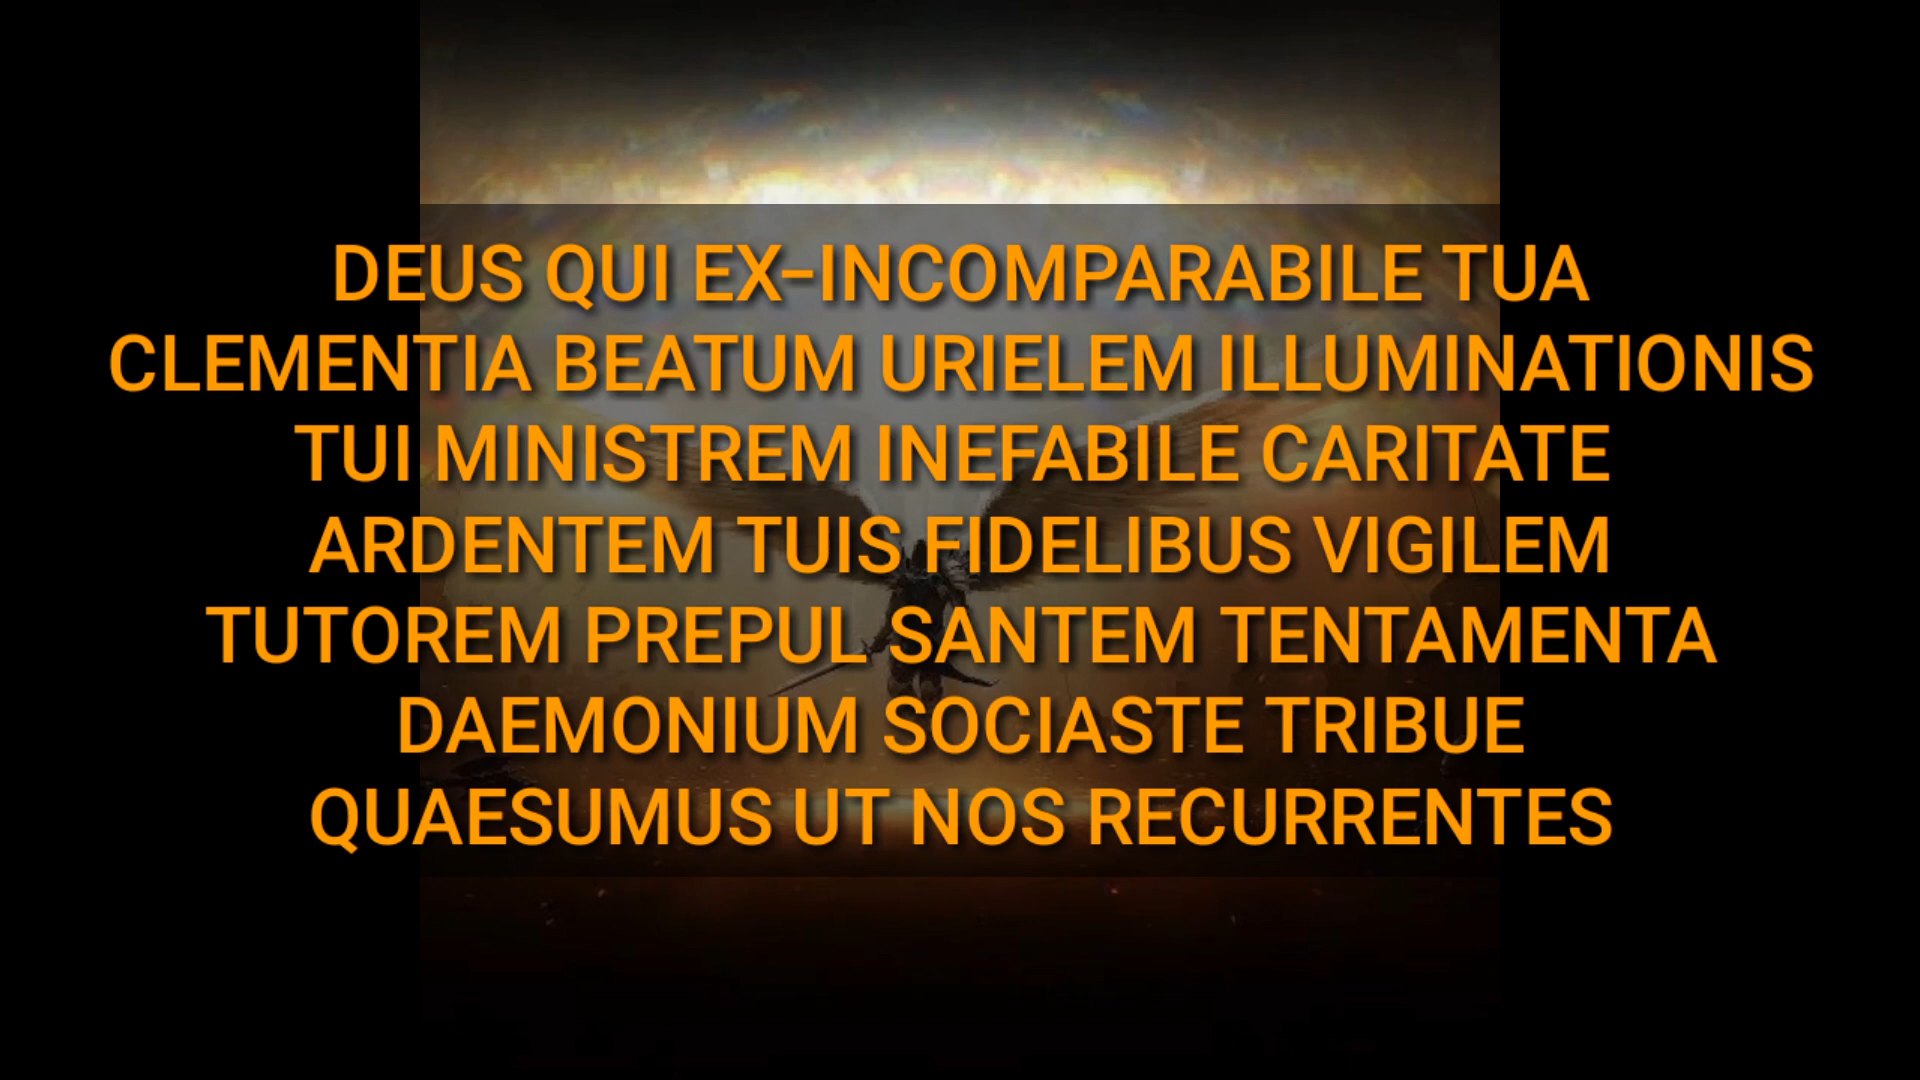 DEUS QUI EX-INCOMPARABILE TUA
CLEMENTIA BEATUM URIELEM ILLUMINATIONIS
TUI MINISTREM INEFABILE CARITATE
ARDENTEM TUIS FIDELIBUS VIGILEM
TUTOREM PREPUL SANTEM TENTAMENTA
DAEMONIUM SOCIASTE TRIBUE
QUAESUMUS UT NOS RECURRENTES